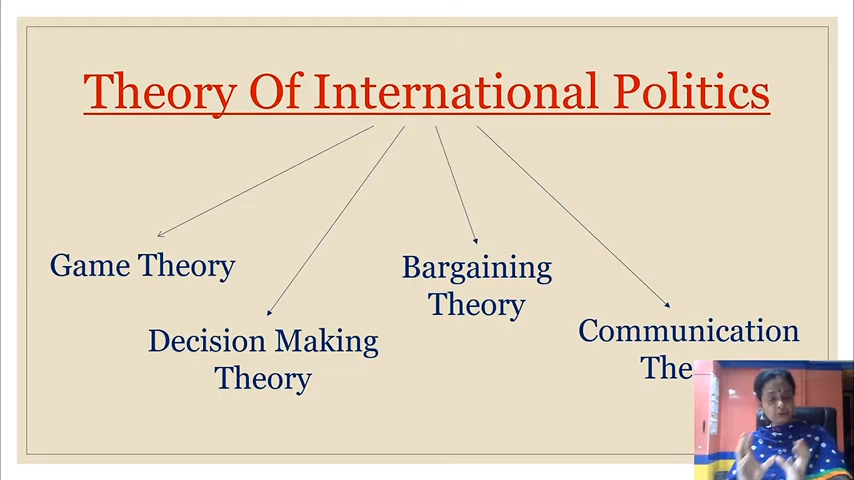 Theory Of International Politics
Game Theory
Decision Making
Theory
Bargaining
Theory
Communication
The